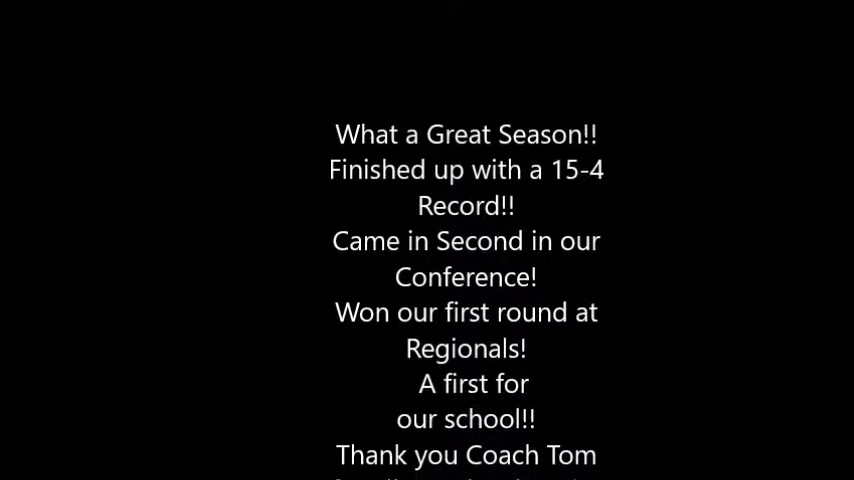 What a Great Season!!
Finished up with a 15-4
Record!!
Came in Second in our
Conference!
Won our first round at
Regionals!
A first for
our school!!
Thank you Coach Tom